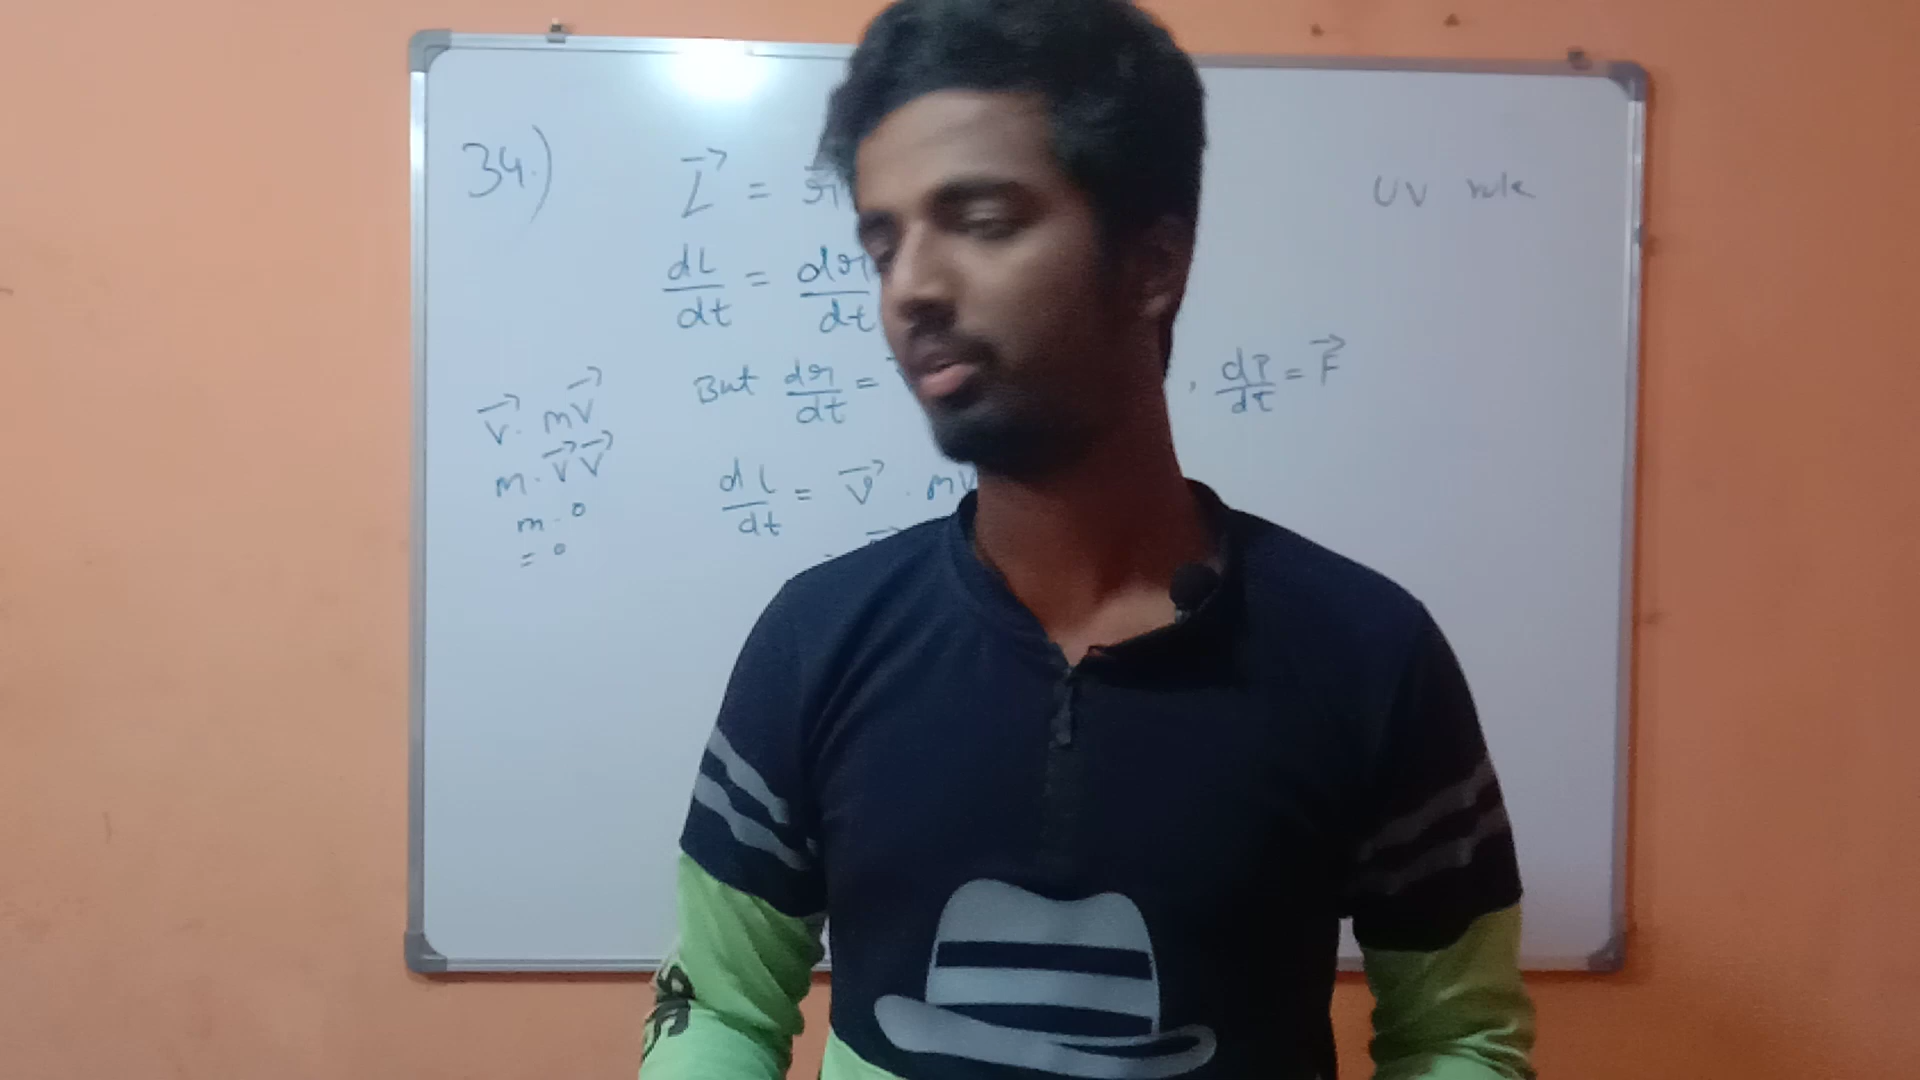 34.)
L⃗ = r⃗
UV rule
dL/dt = dr/dt
But dr/dt = , dP/dt = F⃗
dL/dt = v⃗ . mv
=
v⃗ . mv⃗
m . v⃗ v⃗
m . 0
= 0